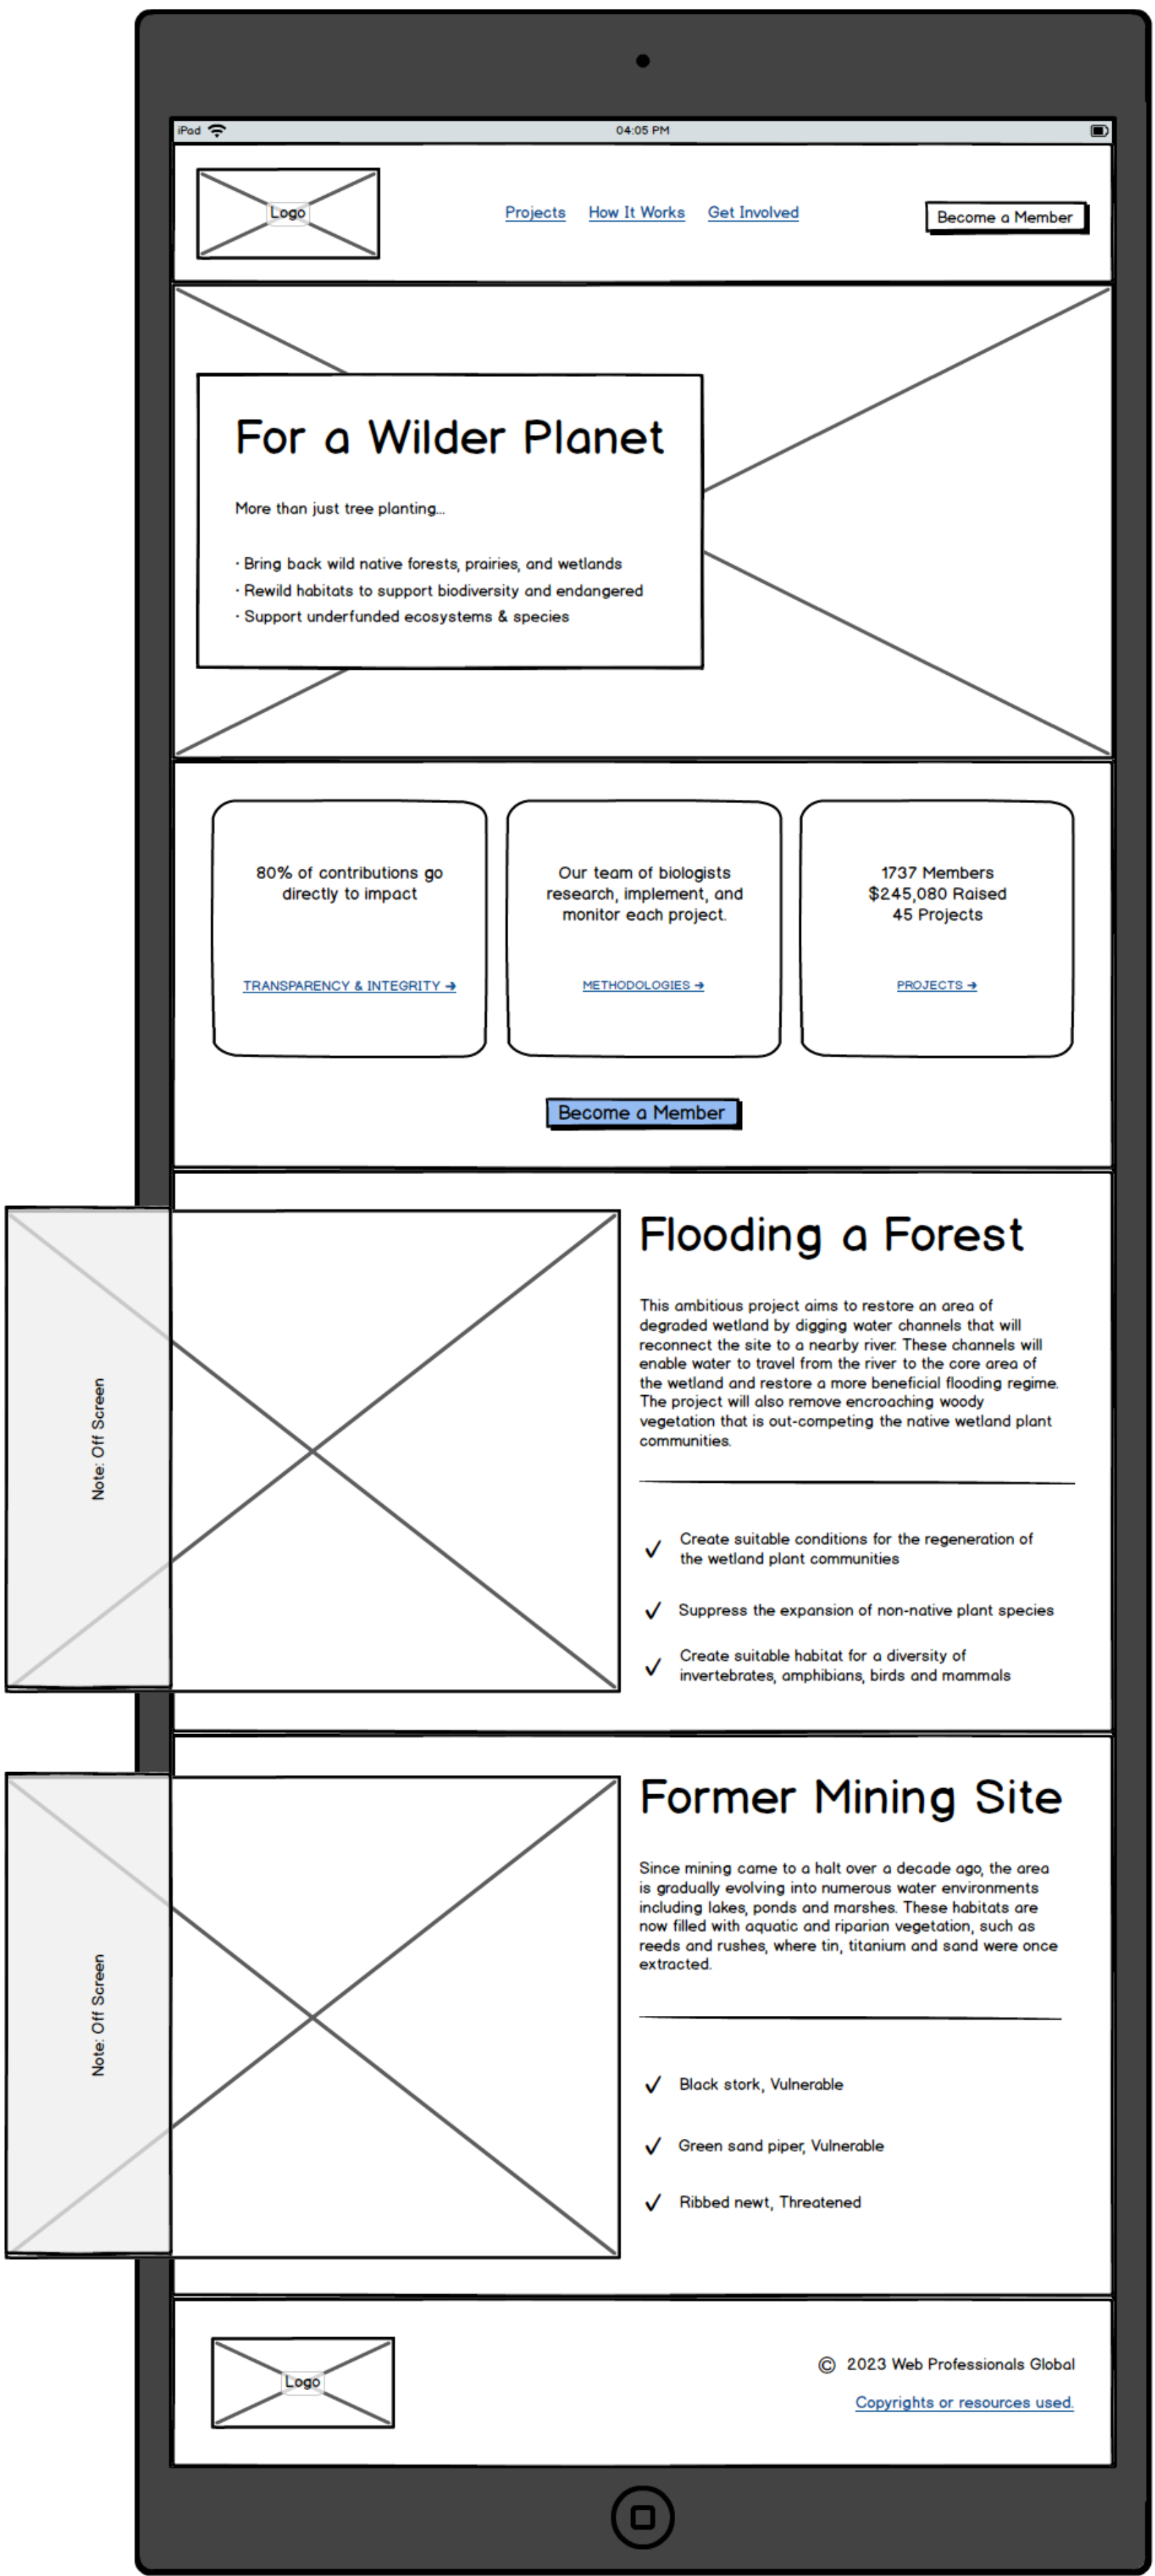 iPad
04:05 PM
Logo
Projects
How It Works
Get Involved
Become a Member
For a Wilder Planet
More than just tree planting...
· Bring back wild native forests, prairies, and wetlands
· Rewild habitats to support biodiversity and endangered
· Support underfunded ecosystems & species
80% of contributions go
directly to impact
TRANSPARENCY & INTEGRITY →
Our team of biologists
research, implement, and
monitor each project.
METHODOLOGIES →
1737 Members
$245,080 Raised
45 Projects
PROJECTS →
Become a Member
Note: Off Screen
Flooding a Forest
This ambitious project aims to restore an area of
degraded wetland by digging water channels that will
reconnect the site to a nearby river. These channels will
enable water to travel from the river to the core area of
the wetland and restore a more beneficial flooding regime.
The project will also remove encroaching woody
vegetation that is out-competing the native wetland plant
communities.
✓ Create suitable conditions for the regeneration of
the wetland plant communities
✓ Suppress the expansion of non-native plant species
✓ Create suitable habitat for a diversity of
invertebrates, amphibians, birds and mammals
Note: Off Screen
Former Mining Site
Since mining came to a halt over a decade ago, the area
is gradually evolving into numerous water environments
including lakes, ponds and marshes. These habitats are
now filled with aquatic and riparian vegetation, such as
reeds and rushes, where tin, titanium and sand were once
extracted.
✓ Black stork, Vulnerable
✓ Green sand piper, Vulnerable
✓ Ribbed newt, Threatened
Logo
© 2023 Web Professionals Global
Copyrights or resources used.